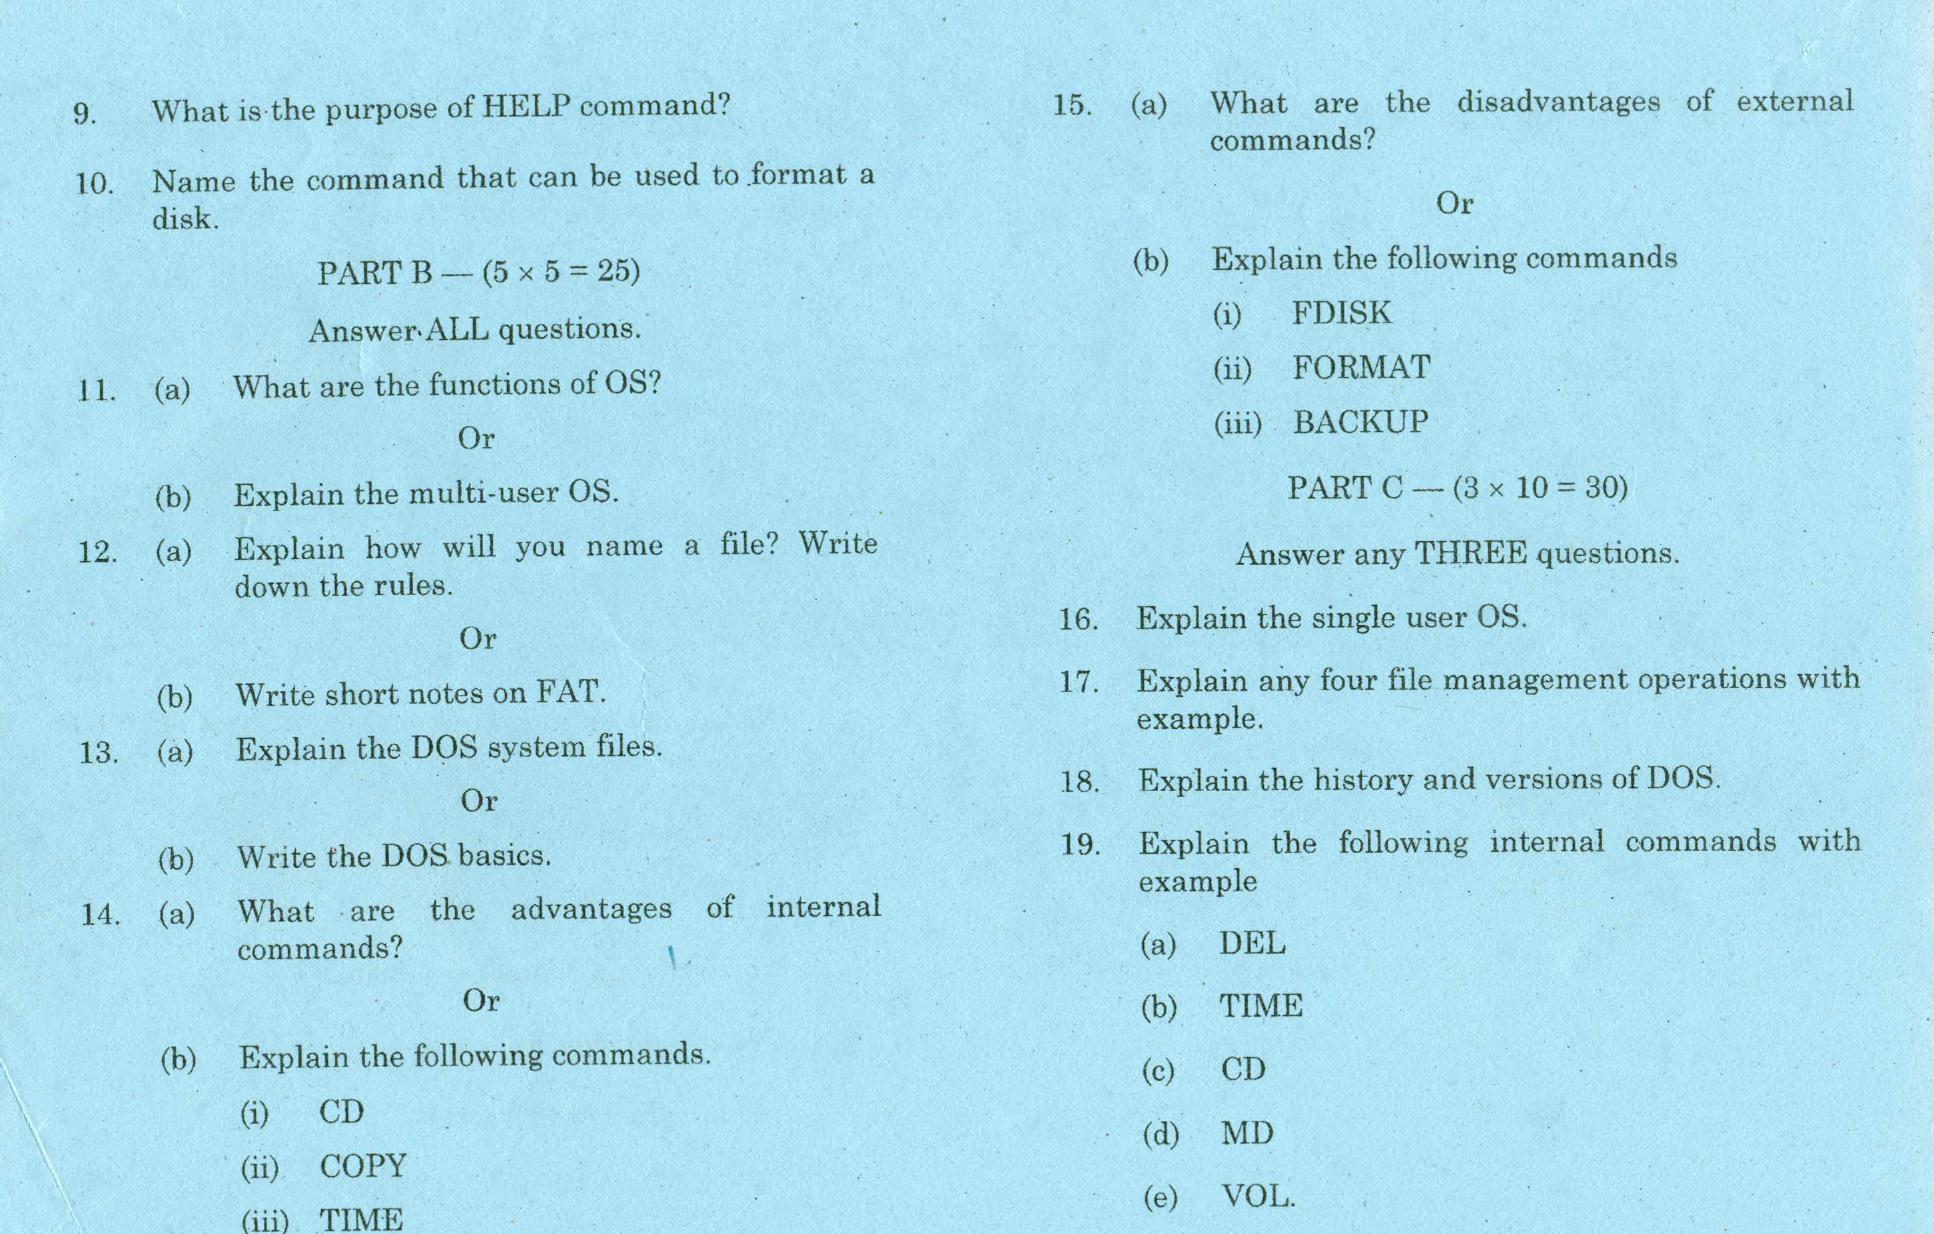 9. What is the purpose of HELP command?
10. Name the command that can be used to format a
disk.
PART B — (5 × 5 = 25)
Answer ALL questions.
11. (a) What are the functions of OS?
Or
(b) Explain the multi-user OS.
12. (a) Explain how will you name a file? Write
down the rules.
Or
(b) Write short notes on FAT.
13. (a) Explain the DOS system files.
Or
(b) Write the DOS basics.
14. (a) What are the advantages of internal
commands?
Or
(b) Explain the following commands.
(i) CD
(ii) COPY
(iii) TIME
15. (a) What are the disadvantages of external
commands?
Or
(b) Explain the following commands
(i) FDISK
(ii) FORMAT
(iii) BACKUP
PART C — (3 × 10 = 30)
Answer any THREE questions.
16. Explain the single user OS.
17. Explain any four file management operations with
example.
18. Explain the history and versions of DOS.
19. Explain the following internal commands with
example
(a) DEL
(b) TIME
(c) CD
(d) MD
(e) VOL.